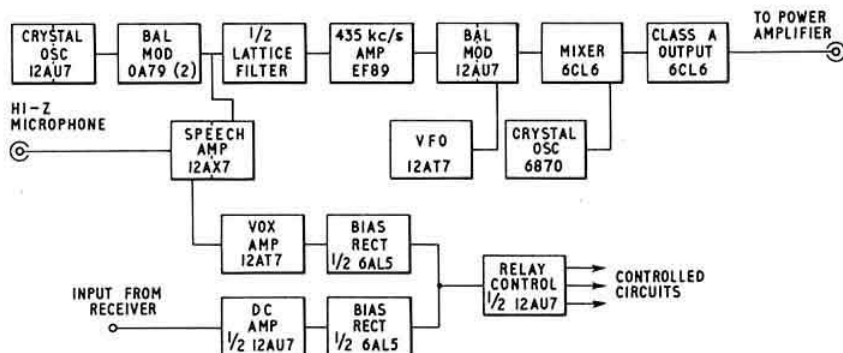 CRYSTAL
OSC
12AU7
BAL
MOD
OA79 (2)
1/2
LATTICE
FILTER
435 kc/s
AMP
EF89
BAL
MOD
12AU7
MIXER
6CL6
CLASS A
OUTPUT
6CL6
TO POWER
AMPLIFIER
HI-Z
MICROPHONE
SPEECH
AMP
12AX7
VFO
12AT7
CRYSTAL
OSC
6870
VOX
AMP
12AT7
BIAS
RECT
1/2 6AL5
RELAY
CONTROL
1/2 12AU7
CONTROLLED
CIRCUITS
INPUT FROM
RECEIVER
DC
AMP
1/2 12AU7
BIAS
RECT
1/2 6AL5